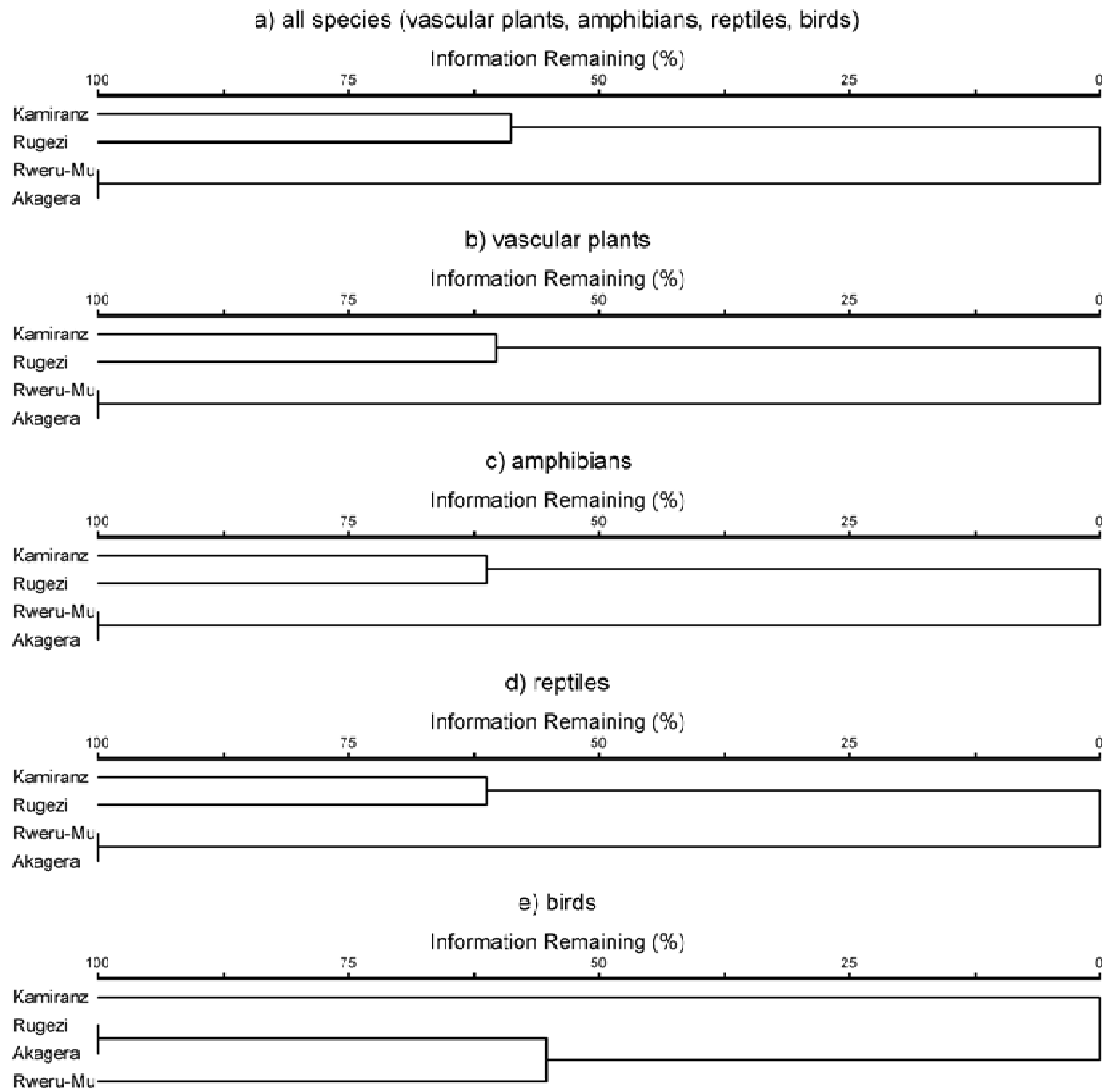 a) all species (vascular plants, amphibians, reptiles, birds)
Information Remaining (%)
100 75 50 25 0
Kamiranz
Rugezi
Rweru-Mu
Akagera
b) vascular plants
Information Remaining (%)
100 75 50 25 0
Kamiranz
Rugezi
Rweru-Mu
Akagera
c) amphibians
Information Remaining (%)
100 75 50 25 0
Kamiranz
Rugezi
Rweru-Mu
Akagera
d) reptiles
Information Remaining (%)
100 75 50 25 0
Kamiranz
Rugezi
Rweru-Mu
Akagera
e) birds
Information Remaining (%)
100 75 50 25 0
Kamiranz
Rugezi
Akagera
Rweru-Mu